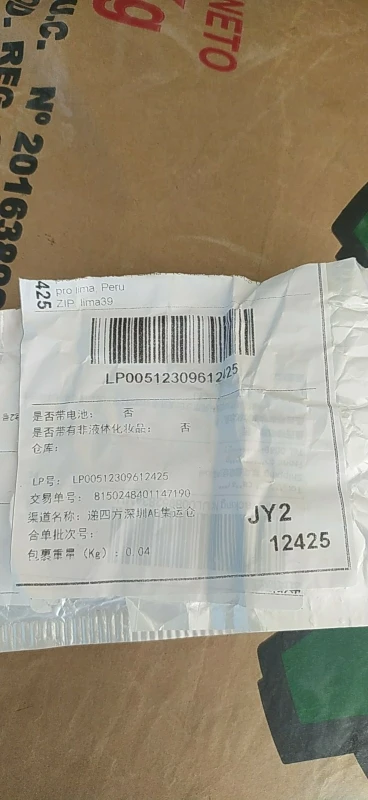 NETO
kg
U.C. Nº 2016380
D. REG.
425
pro lima, Peru
ZIP lima39
LP00512309612425
是否带电池： 否
是否带有非液体化妆品： 否
仓库：
LP号： LP00512309612425
交易单号： 8150248401147190
渠道名称：递四方深圳AE集运仓
合单批次号：
包裹重量（Kg）：0.04
JY2
12425